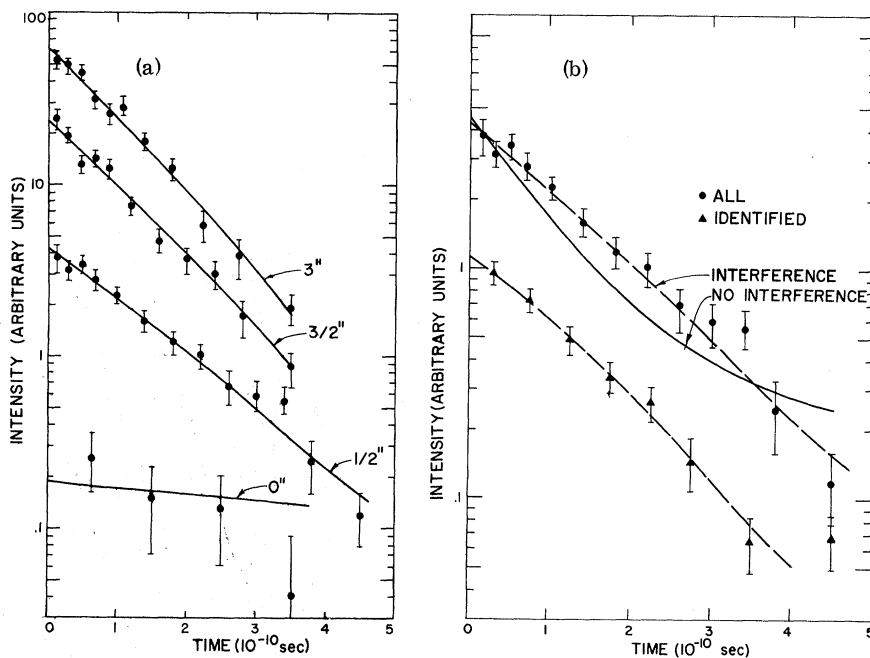 (a)
INTENSITY (ARBITRARY UNITS)
100
10
1
.1
3"
3/2"
1/2"
0"
0
1
2
3
4
5
TIME (10⁻¹⁰ sec)
(b)
INTENSITY (ARBITRARY UNITS)
1
0.1
● ALL
▲ IDENTIFIED
INTERFERENCE
NO INTERFERENCE
0
1
2
3
4
5
TIME (10⁻¹⁰ sec)